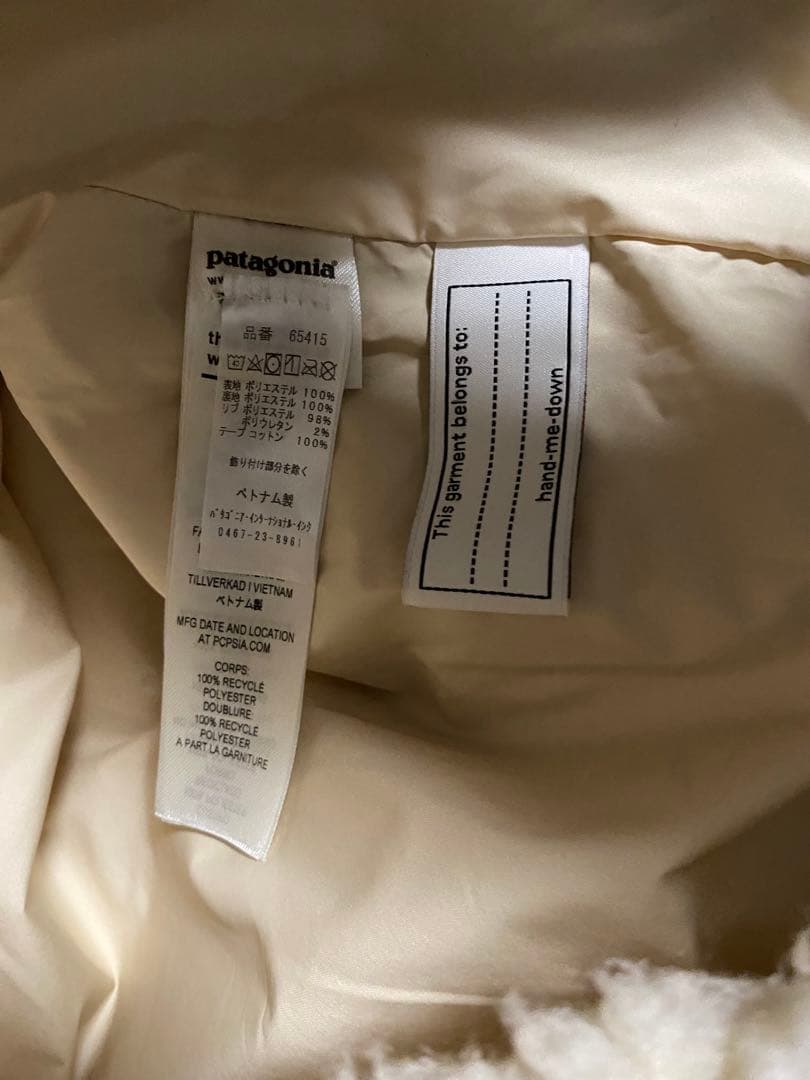 patagonia®
品番 65415
表地 ポリエステル 100%
裏地 ポリエステル 100%
リブ ポリエステル 98%
ポリウレタン 2%
テープ コットン 100%
飾り付け部分を除く
ベトナム製
パタゴニア・インターナショナル・インク
0467-23-8961
TILLVERKAD I VIETNAM
ベトナム製
MFG DATE AND LOCATION
AT PCPSIA.COM
CORPS:
100% RECYCLÉ
POLYESTER
DOUBLURE:
100% RECYCLÉ
POLYESTER
A PART LA GARNITURE
This garment belongs to:
hand-me-down